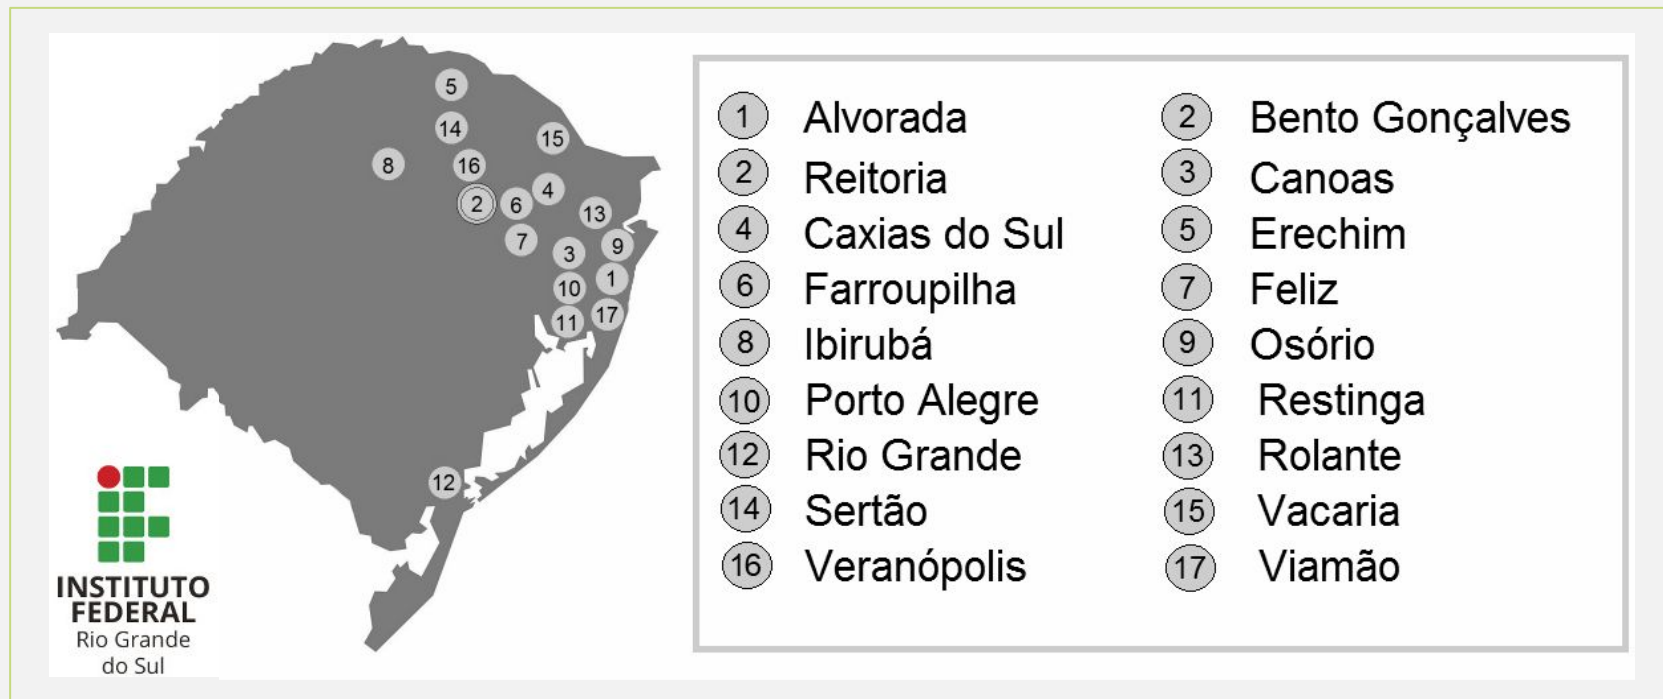 5
14
15
8
16
4
2
6
13
7
3
9
1
10
11
17
12
INSTITUTO
FEDERAL
Rio Grande
do Sul
1 Alvorada
2 Bento Gonçalves
2 Reitoria
3 Canoas
4 Caxias do Sul
5 Erechim
6 Farroupilha
7 Feliz
8 Ibirubá
9 Osório
10 Porto Alegre
11 Restinga
12 Rio Grande
13 Rolante
14 Sertão
15 Vacaria
16 Veranópolis
17 Viamão